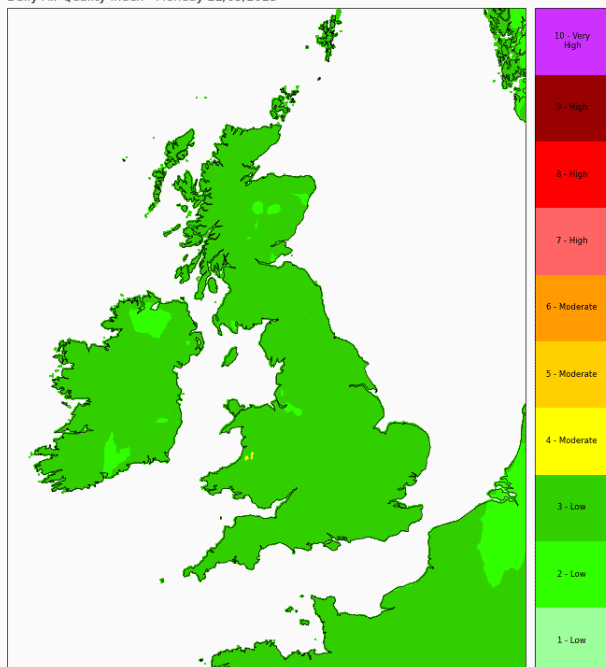 10 - Very
High
9 - High
8 - High
7 - High
6 - Moderate
5 - Moderate
4 - Moderate
3 - Low
2 - Low
1 - Low